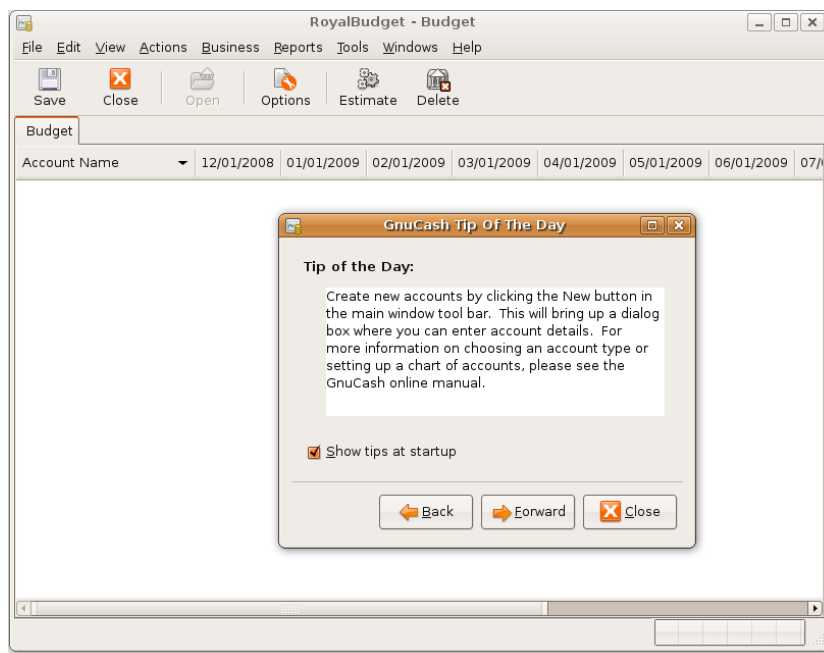 RoyalBudget - Budget
File Edit View Actions Business Reports Tools Windows Help
Save Close Open Options Estimate Delete
Budget
Account Name 12/01/2008 01/01/2009 02/01/2009 03/01/2009 04/01/2009 05/01/2009 06/01/2009 07/
GnuCash Tip Of The Day
Tip of the Day:
Create new accounts by clicking the New button in
the main window tool bar. This will bring up a dialog
box where you can enter account details. For
more information on choosing an account type or
setting up a chart of accounts, please see the
GnuCash online manual.
Show tips at startup
Back Forward Close